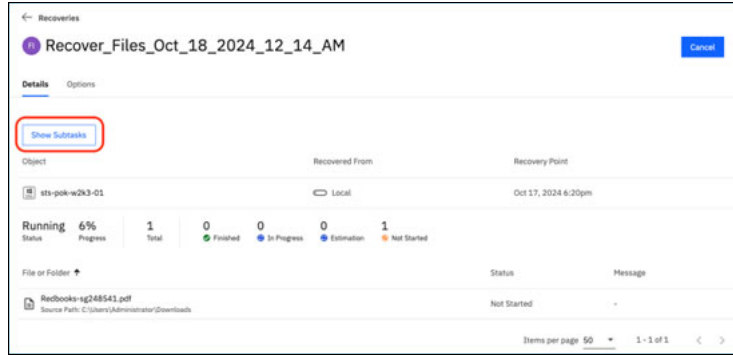 ← Recoveries
FI Recover_Files_Oct_18_2024_12_14_AM
Cancel
Details Options
Show Subtasks
Object Recovered From Recovery Point
sts-pok-w2k3-01 Local Oct 17, 2024 6:20pm
Running 6% 1 0 0 0 1
Status Progress Total Finished In Progress Estimation Not Started
File or Folder ↑ Status Message
Redbooks-sg248541.pdf
Source Path: C:\Users\Administrator\Downloads
Not Started -
Items per page 50 1 - 1 of 1 < >